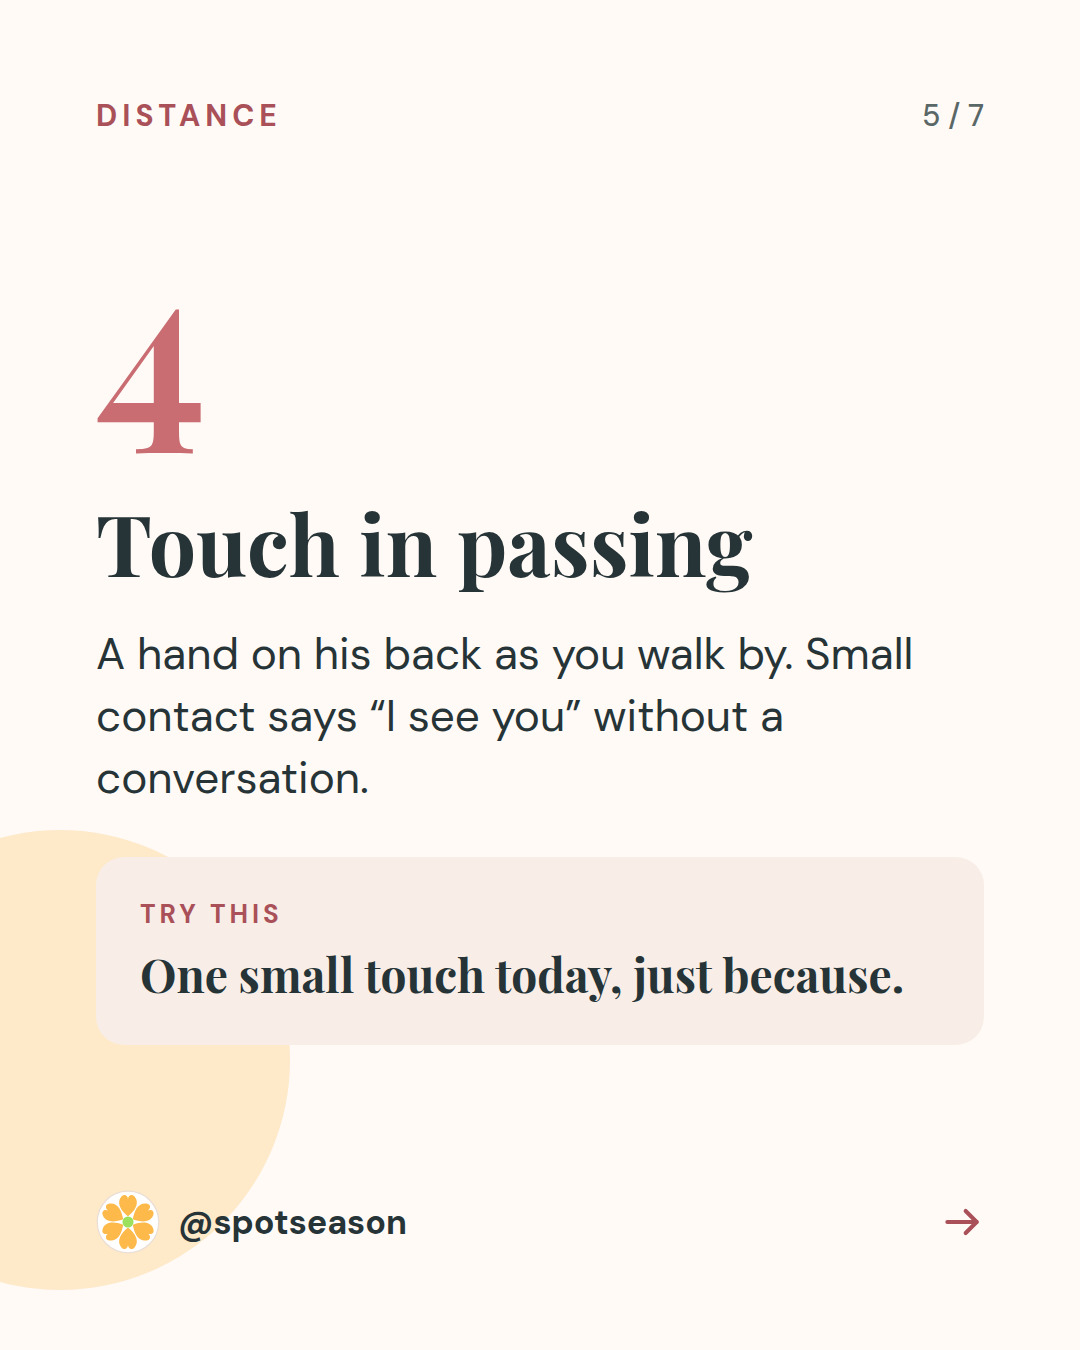 DISTANCE
5 / 7
4
Touch in passing
A hand on his back as you walk by. Small
contact says “I see you” without a
conversation.
TRY THIS
One small touch today, just because.
@spotseason